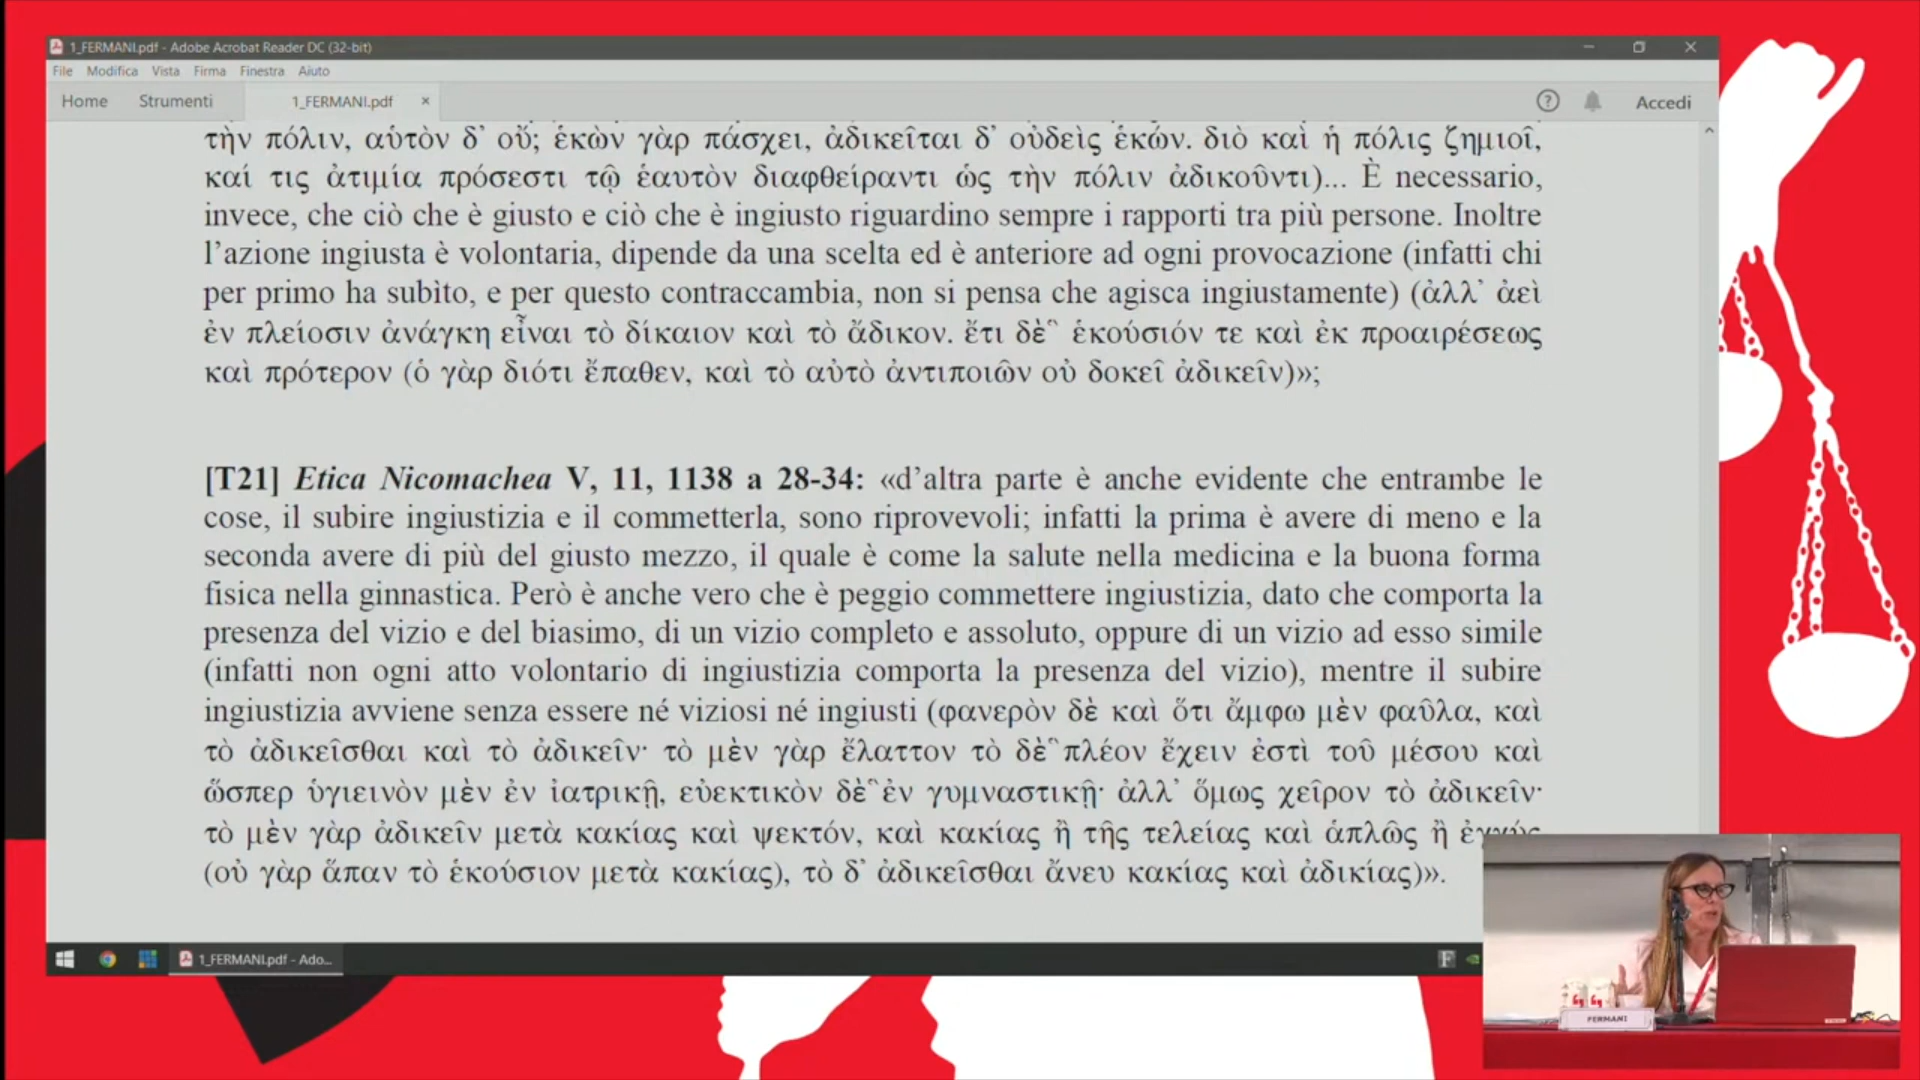 1_FERMANI.pdf - Adobe Acrobat Reader DC (32-bit)
File Modifica Vista Firma Finestra Aiuto
Home Strumenti 1_FERMANI.pdf × ? Accedi
τὴν πόλιν, αὑτὸν δ’ οὔ; ἑκὼν γὰρ πάσχει, ἀδικεῖται δ’ οὐδεὶς ἑκών. διὸ καὶ ἡ πόλις ζημιοῖ,
καί τις ἀτιμία πρόσεστι τῷ ἑαυτὸν διαφθείραντι ὡς τὴν πόλιν ἀδικοῦντι)... È necessario,
invece, che ciò che è giusto e ciò che è ingiusto riguardino sempre i rapporti tra più persone. Inoltre
l’azione ingiusta è volontaria, dipende da una scelta ed è anteriore ad ogni provocazione (infatti chi
per primo ha subìto, e per questo contraccambia, non si pensa che agisca ingiustamente) (ἀλλ’ ἀεὶ
ἐν πλείοσιν ἀνάγκη εἶναι τὸ δίκαιον καὶ τὸ ἄδικον. ἔτι δὲ ἑκούσιόν τε καὶ ἐκ προαιρέσεως
καὶ πρότερον (ὁ γὰρ διότι ἔπαθεν, καὶ τὸ αὐτὸ ἀντιποιῶν οὐ δοκεῖ ἀδικεῖν)»;
[T21] Etica Nicomachea V, 11, 1138 a 28-34: «d’altra parte è anche evidente che entrambe le
cose, il subire ingiustizia e il commetterla, sono riprovevoli; infatti la prima è avere di meno e la
seconda avere di più del giusto mezzo, il quale è come la salute nella medicina e la buona forma
fisica nella ginnastica. Però è anche vero che è peggio commettere ingiustizia, dato che comporta la
presenza del vizio e del biasimo, di un vizio completo e assoluto, oppure di un vizio ad esso simile
(infatti non ogni atto volontario di ingiustizia comporta la presenza del vizio), mentre il subire
ingiustizia avviene senza essere né viziosi né ingiusti (φανερὸν δὲ καὶ ὅτι ἄμφω μὲν φαῦλα, καὶ
τὸ ἀδικεῖσθαι καὶ τὸ ἀδικεῖν· τὸ μὲν γὰρ ἔλαττον τὸ δὲ πλέον ἔχειν ἐστὶ τοῦ μέσου καὶ
ὥσπερ ὑγιεινὸν μὲν ἐν ἰατρικῇ, εὐεκτικὸν δὲ ἐν γυμναστικῇ· ἀλλ’ ὅμως χεῖρον τὸ ἀδικεῖν·
τὸ μὲν γὰρ ἀδικεῖν μετὰ κακίας καὶ ψεκτόν, καὶ κακίας ἢ τῆς τελείας καὶ ἁπλῶς ἢ ἐγγύς
(οὐ γὰρ ἅπαν τὸ ἑκούσιον μετὰ κακίας), τὸ δ’ ἀδικεῖσθαι ἄνευ κακίας καὶ ἀδικίας)».
1_FERMANI.pdf - Ado...
F
FERMANI